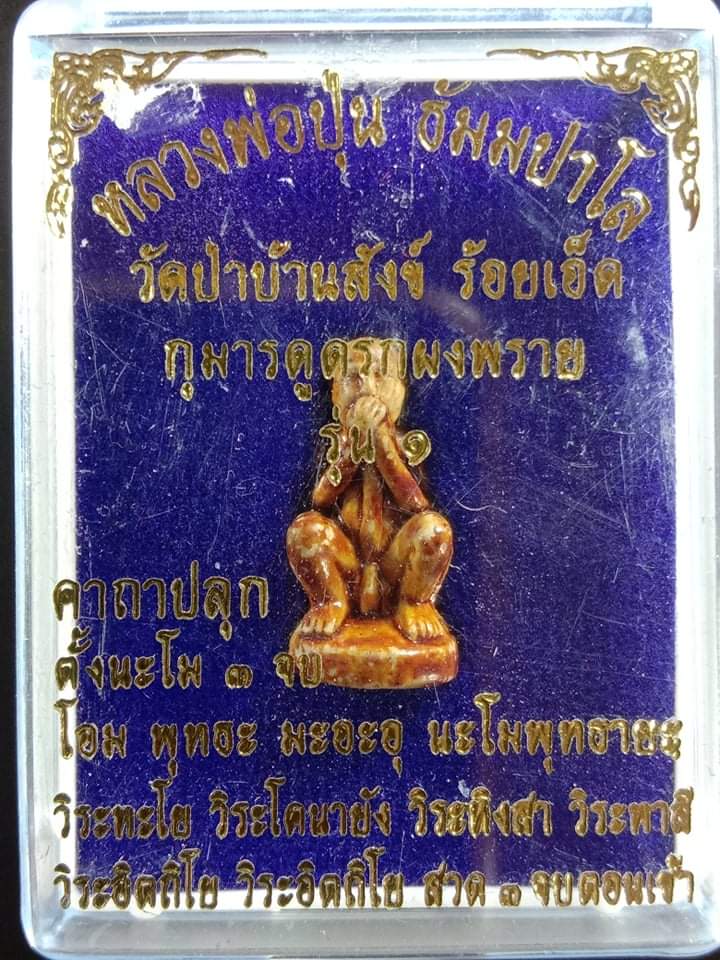 หลวงพ่อปุ่น ธัมมปาโล
วัดป่าบ้านสังข์ ร้อยเอ็ด
กุมารดูดรกผงพราย
รุ่น ๑
คาถาปลุก
ตั้งนะโม ๓ จบ
โอม พุทธะ มะอะอุ นะโมพุทธายะ
วิระทะโย วิระโคนายัง วิระหิงสา วิระทาสี
วิระอิตถิโย วิระอิตถิโย สวด ๓ จบตอนเช้า